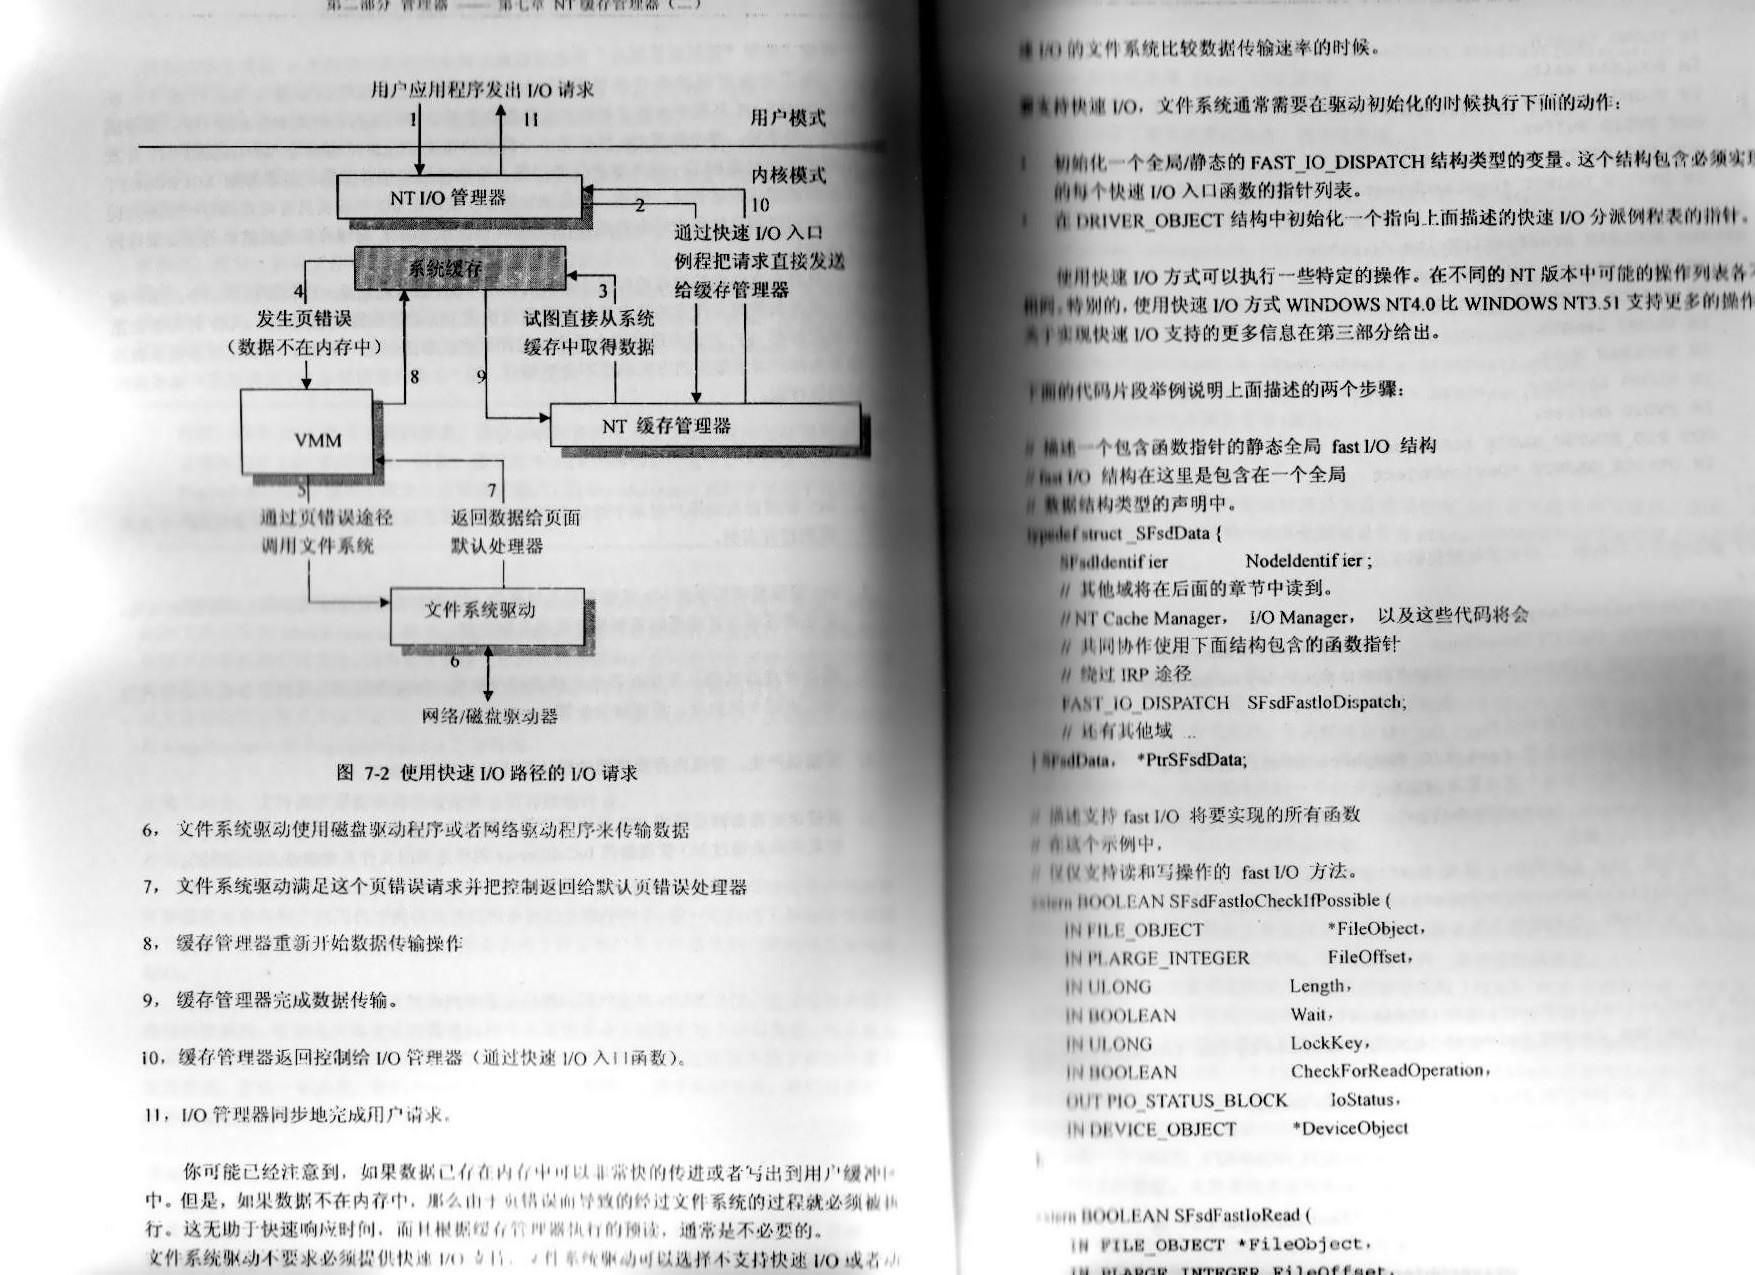 第二部分 管理器 —— 第七章 NT 缓存管理器（二）
用户应用程序发出 I/O 请求
1
11
用户模式
内核模式
NT I/O 管理器
2
10
通过快速 I/O 入口
例程把请求直接发送
给缓存管理器
系统缓存
4
3
发生页错误
（数据不在内存中）
试图直接从系统
缓存中取得数据
8
9
VMM
NT 缓存管理器
5
7
通过页错误途径
调用文件系统
返回数据给页面
默认处理器
文件系统驱动
6
网络/磁盘驱动器
图 7-2 使用快速 I/O 路径的 I/O 请求
6， 文件系统驱动使用磁盘驱动程序或者网络驱动程序来传输数据
7， 文件系统驱动满足这个页错误请求并把控制返回给默认页错误处理器
8， 缓存管理器重新开始数据传输操作
9， 缓存管理器完成数据传输。
10，缓存管理器返回控制给 I/O 管理器（通过快速 I/O 入口函数）。
11，I/O 管理器同步地完成用户请求。
你可能已经注意到，如果数据已存在内存中可以非常快的传进或者写出到用户缓冲
中。但是，如果数据不在内存中，那么由于页错误而导致的经过文件系统的过程就必须被执
行。这无助于快速响应时间，而且根据缓存管理器执行的预读，通常是不必要的。
文件系统驱动不要求必须提供快速 I/O 支持，文件系统驱动可以选择不支持快速 I/O 或者
速 I/O 的文件系统比较数据传输速率的时候。
要支持快速 I/O，文件系统通常需要在驱动初始化的时候执行下面的动作：
初始化一个全局/静态的 FAST_IO_DISPATCH 结构类型的变量。这个结构包含必须实现
的每个快速 I/O 入口函数的指针列表。
在 DRIVER_OBJECT 结构中初始化一个指向上面描述的快速 I/O 分派例程表的指针。
使用快速 I/O 方式可以执行一些特定的操作。在不同的 NT 版本中可能的操作列表各不
相同。特别的，使用快速 I/O 方式 WINDOWS NT4.0 比 WINDOWS NT3.51 支持更多的操作
关于实现快速 I/O 支持的更多信息在第三部分给出。
下面的代码片段举例说明上面描述的两个步骤：
// 描述一个包含函数指针的静态全局 fast I/O 结构
// fast I/O 结构在这里是包含在一个全局
// 数据结构类型的声明中。
typedef struct _SFsdData {
SFsdIdentifier NodeIdentifier;
// 其他域将在后面的章节中读到。
// NT Cache Manager， I/O Manager， 以及这些代码将会
// 共同协作使用下面结构包含的函数指针
// 绕过 IRP 途径
FAST_IO_DISPATCH SFsdFastIoDispatch;
// 还有其他域 ...
} SFsdData， *PtrSFsdData;
// 描述支持 fast I/O 将要实现的所有函数
// 在这个示例中，
// 仅仅支持读和写操作的 fast I/O 方法。
extern BOOLEAN SFsdFastIoCheckIfPossible (
IN FILE_OBJECT *FileObject，
IN PLARGE_INTEGER FileOffset，
IN ULONG Length，
IN BOOLEAN Wait，
IN ULONG LockKey，
IN BOOLEAN CheckForReadOperation，
OUT PIO_STATUS_BLOCK IoStatus，
IN DEVICE_OBJECT *DeviceObject
extern BOOLEAN SFsdFastIoRead (
IN FILE_OBJECT *FileObject，
IN PLARGE_INTEGER FileOffset，